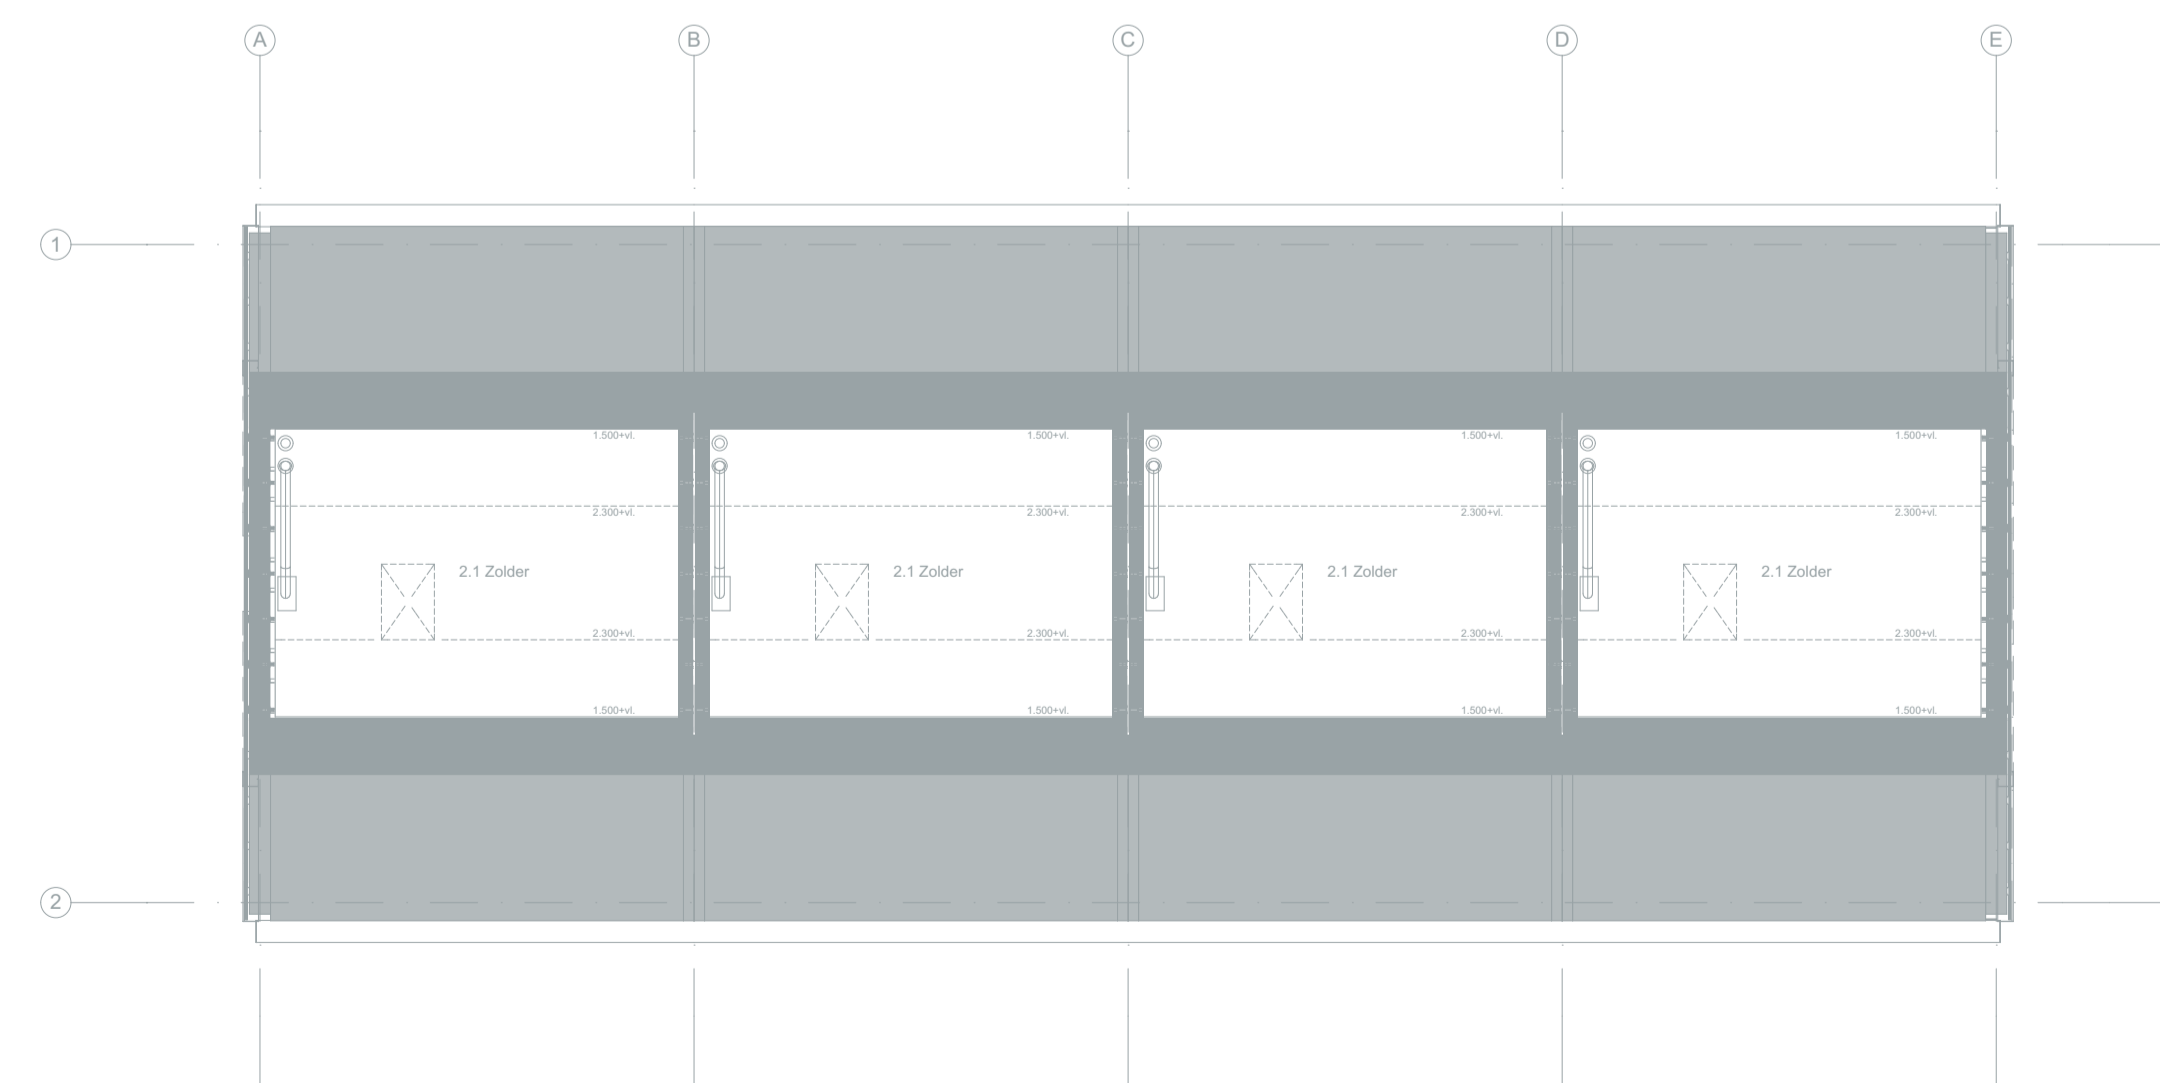 A B C D E
1
1.500+vl. 1.500+vl. 1.500+vl. 1.500+vl.
2.300+vl. 2.300+vl. 2.300+vl. 2.300+vl.
2.1 Zolder 2.1 Zolder 2.1 Zolder 2.1 Zolder
2.300+vl. 2.300+vl. 2.300+vl. 2.300+vl.
1.500+vl. 1.500+vl. 1.500+vl. 1.500+vl.
2